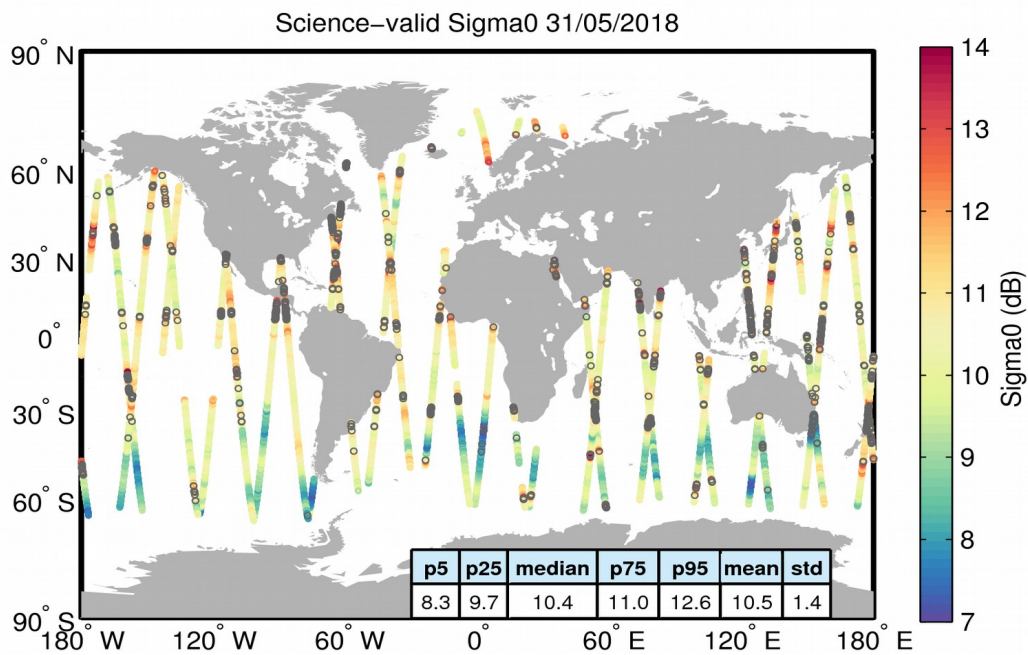 Science−valid Sigma0 31/05/2018
90° N
60° N
30° N
0°
30° S
60° S
90° S
180° W
120° W
60° W
0°
60° E
120° E
180° E
14
13
12
11
10
9
8
7
Sigma0 (dB)
p5 p25 median p75 p95 mean std
8.3 9.7 10.4 11.0 12.6 10.5 1.4